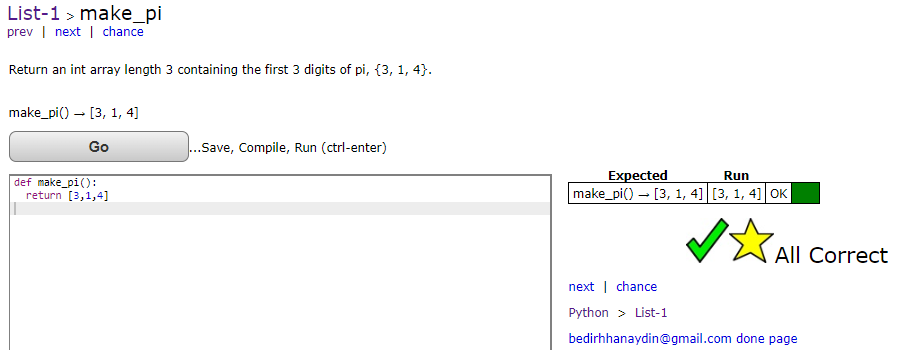 List-1 > make_pi
prev | next | chance
Return an int array length 3 containing the first 3 digits of pi, {3, 1, 4}.
make_pi() → [3, 1, 4]
Go
...Save, Compile, Run (ctrl-enter)
def make_pi():
return [3,1,4]
Expected Run
make_pi() → [3, 1, 4] [3, 1, 4] OK
All Correct
next | chance
Python > List-1
bedirhhanaydin@gmail.com done page